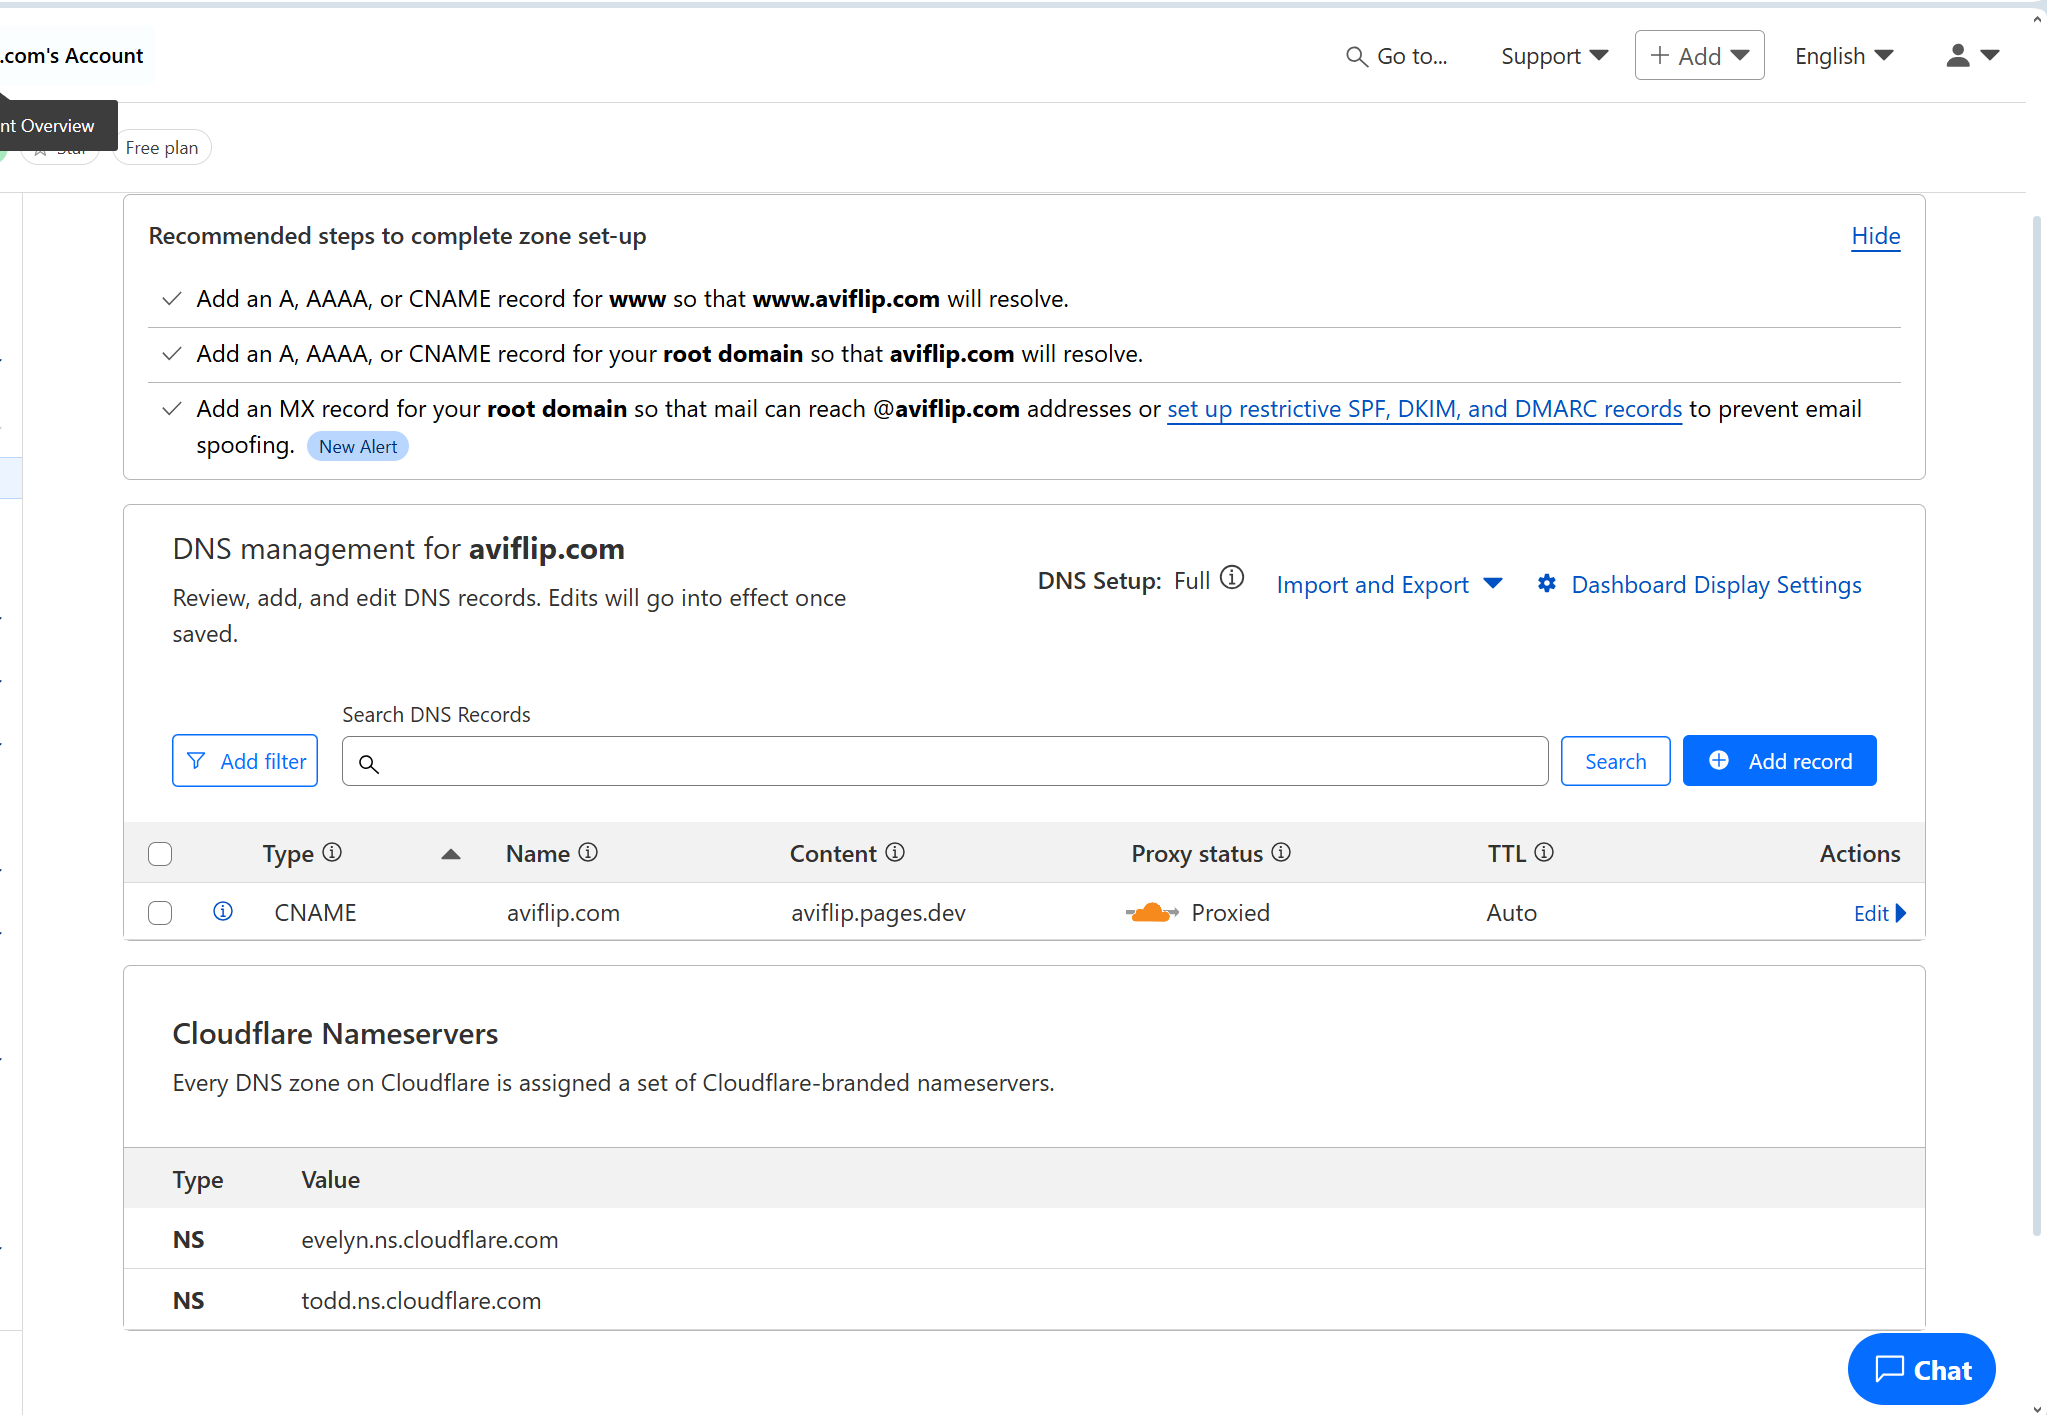 .com's Account
Go to...
Support
Add
English
nt Overview
Free plan
Recommended steps to complete zone set-up
Hide
Add an A, AAAA, or CNAME record for www so that www.aviflip.com will resolve.
Add an A, AAAA, or CNAME record for your root domain so that aviflip.com will resolve.
Add an MX record for your root domain so that mail can reach @aviflip.com addresses or set up restrictive SPF, DKIM, and DMARC records to prevent email
spoofing. New Alert
DNS management for aviflip.com
DNS Setup: Full
Import and Export
Dashboard Display Settings
Review, add, and edit DNS records. Edits will go into effect once
saved.
Search DNS Records
Add filter
Search
Add record
Type Name Content Proxy status TTL Actions
CNAME aviflip.com aviflip.pages.dev Proxied Auto Edit
Cloudflare Nameservers
Every DNS zone on Cloudflare is assigned a set of Cloudflare-branded nameservers.
Type Value
NS evelyn.ns.cloudflare.com
NS todd.ns.cloudflare.com
Chat